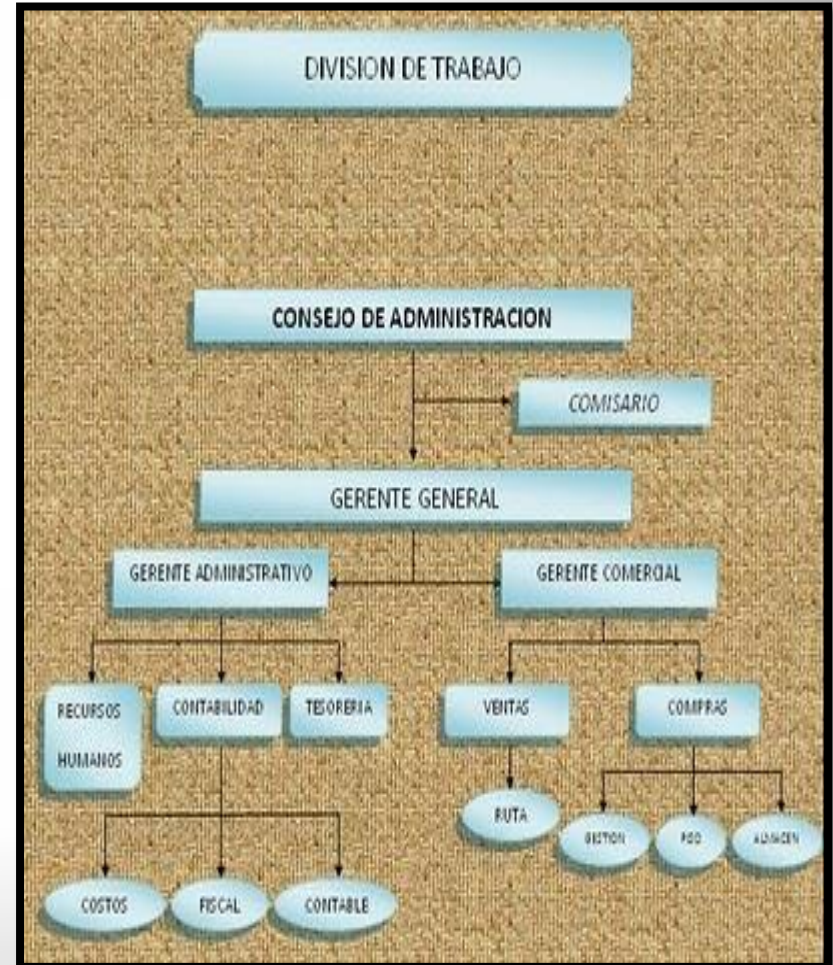 DIVISION DE TRABAJO
CONSEJO DE ADMINISTRACION
COMISARIO
GERENTE GENERAL
GERENTE ADMINISTRATIVO
GERENTE COMERCIAL
RECURSOS
HUMANOS
CONTABILIDAD
TESORERIA
VENTAS
COMPRAS
RUTA
GESTION
ALMACEN
COSTOS
FISCAL
CONTABLE